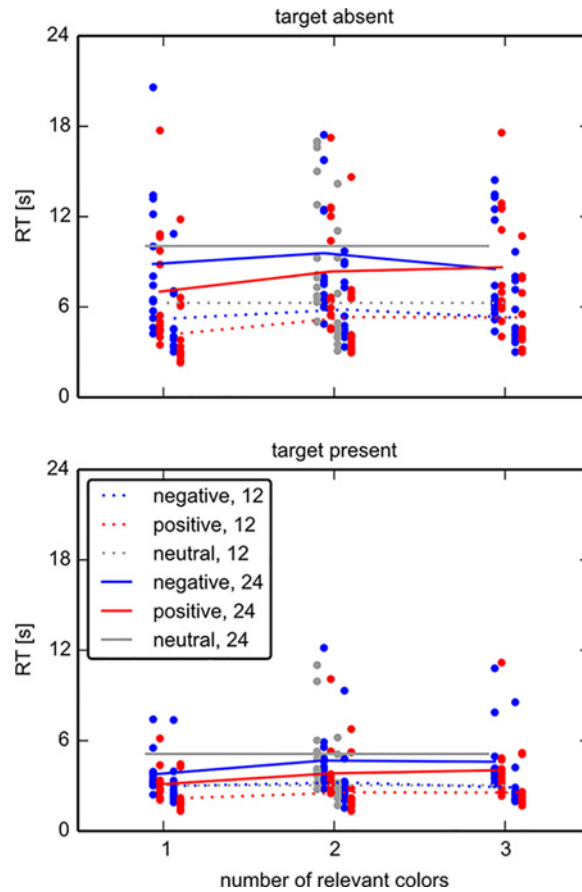 target absent
24
18
12
6
0
RT [s]
target present
24
18
12
6
0
RT [s]
negative, 12
positive, 12
neutral, 12
negative, 24
positive, 24
neutral, 24
1 2 3
number of relevant colors